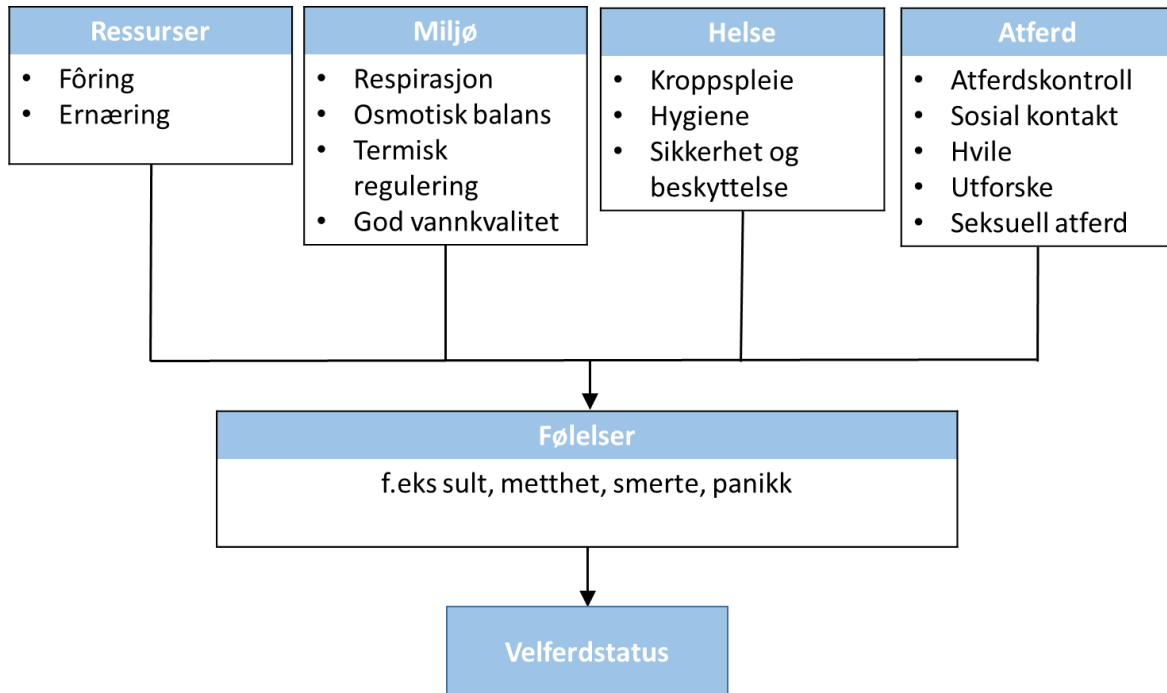 Ressurser
• Fôring
• Ernæring
Miljø
• Respirasjon
• Osmotisk balans
• Termisk
regulering
• God vannkvalitet
Helse
• Kroppspleie
• Hygiene
• Sikkerhet og
beskyttelse
Atferd
• Atferdskontroll
• Sosial kontakt
• Hvile
• Utforske
• Seksuell atferd
Følelser
f.eks sult, metthet, smerte, panikk
Velferdstatus